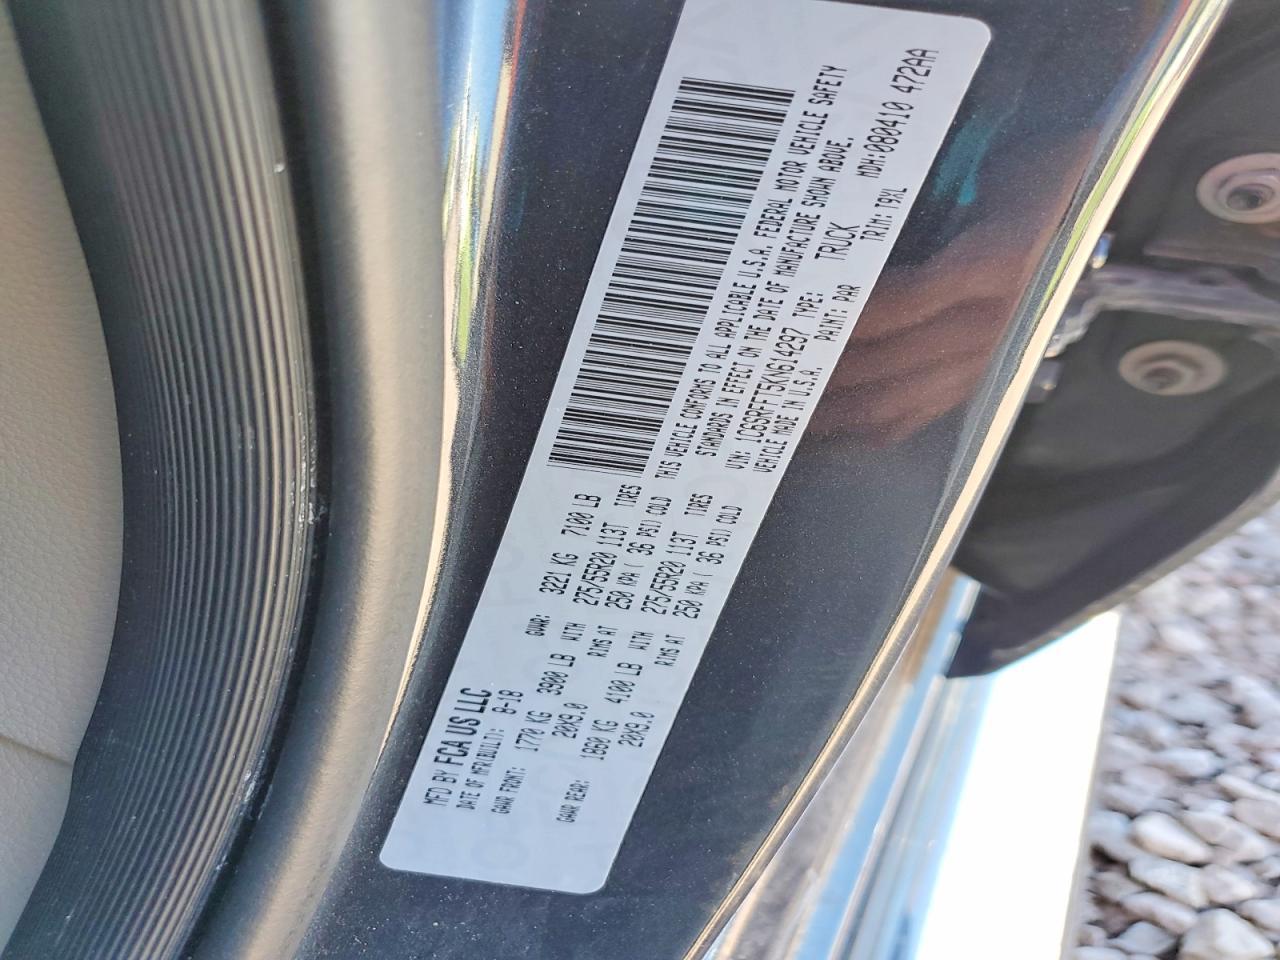 MFD BY FCA US LLC
DATE OF MFR(BUILT): 8-18 GVWR: 3221 KG 7100 LB
GAWR FRONT: 1770 KG 3900 LB WITH 275/55R20 113T TIRES
20X9.0 RIMS AT 250 KPA( 36 PSI) COLD
GAWR REAR: 1860 KG 4100 LB WITH 275/55R20 113T TIRES
20X9.0 RIMS AT 250 KPA( 36 PSI) COLD
THIS VEHICLE CONFORMS TO ALL APPLICABLE U.S.A. FEDERAL MOTOR VEHICLE SAFETY
STANDARDS IN EFFECT ON THE DATE OF MANUFACTURE SHOWN ABOVE.
VIN: 1C6SRFFT5KN614297 TYPE: TRUCK MDH:080410 472AA
VEHICLE MADE IN U.S.A. PAINT: PAR TRIM: T9XL